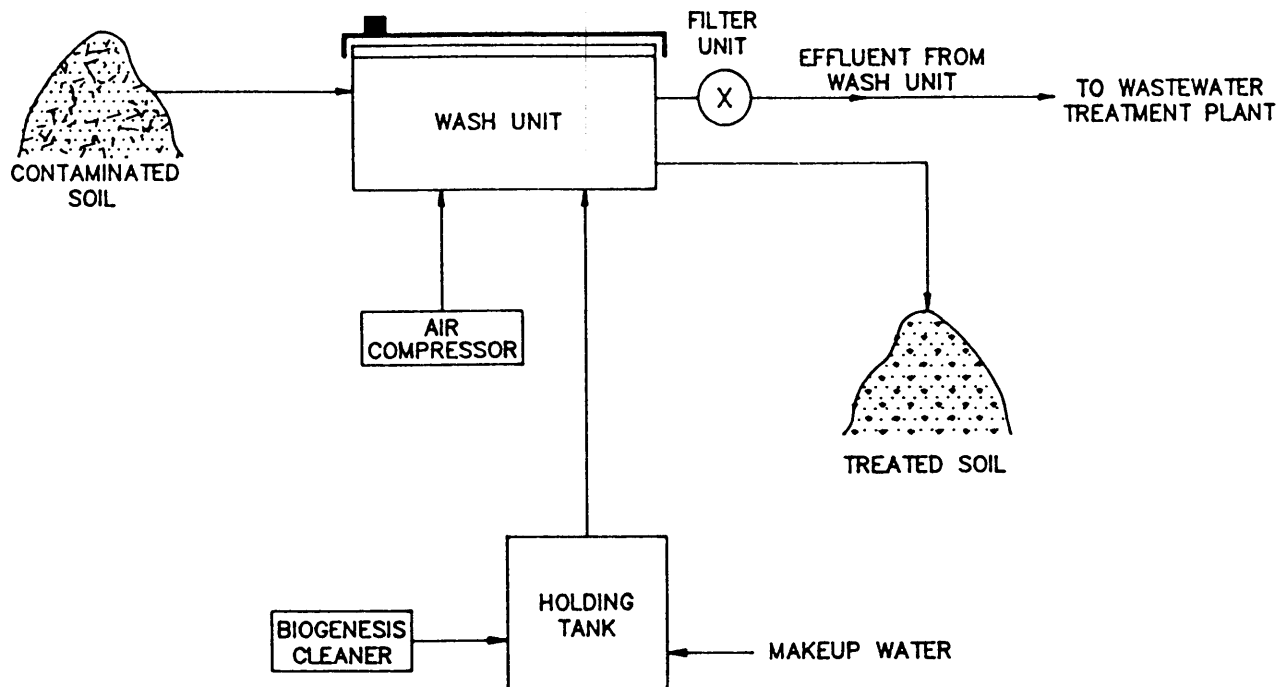 FILTER
UNIT
EFFLUENT FROM
WASH UNIT
TO WASTEWATER
TREATMENT PLANT
X
WASH UNIT
CONTAMINATED
SOIL
AIR
COMPRESSOR
TREATED SOIL
HOLDING
TANK
BIOGENESIS
CLEANER
MAKEUP WATER